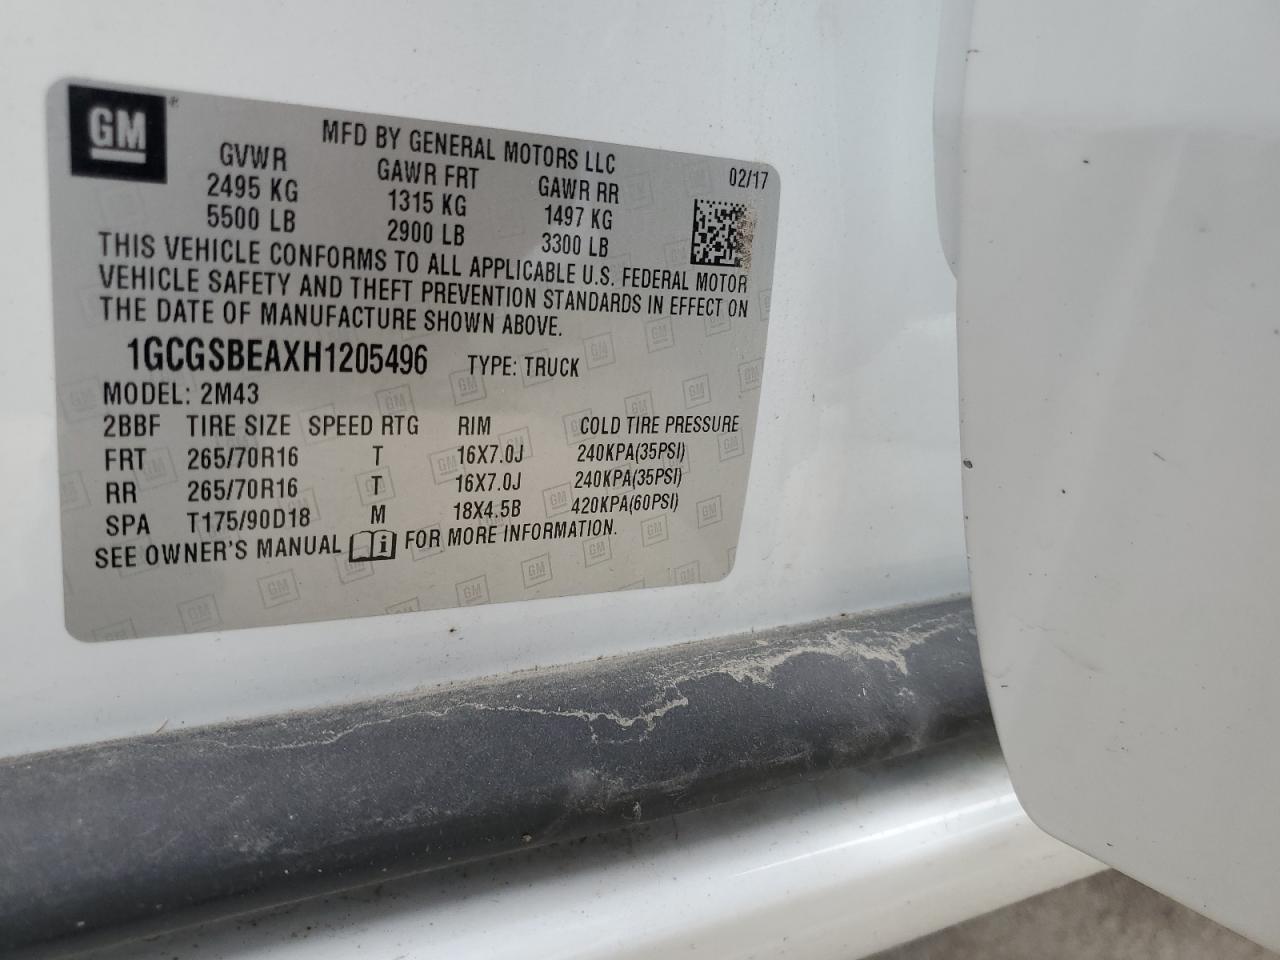 GM
MFD BY GENERAL MOTORS LLC
02/17
GVWR GAWR FRT GAWR RR
2495 KG 1315 KG 1497 KG
5500 LB 2900 LB 3300 LB
THIS VEHICLE CONFORMS TO ALL APPLICABLE U.S. FEDERAL MOTOR
VEHICLE SAFETY AND THEFT PREVENTION STANDARDS IN EFFECT ON
THE DATE OF MANUFACTURE SHOWN ABOVE.
1GCGSBEAXH1205496 TYPE: TRUCK
MODEL: 2M43
2BBF TIRE SIZE SPEED RTG RIM COLD TIRE PRESSURE
FRT 265/70R16 T 16X7.0J 240KPA(35PSI)
RR 265/70R16 T 16X7.0J 240KPA(35PSI)
SPA T175/90D18 M 18X4.5B 420KPA(60PSI)
SEE OWNER'S MANUAL i FOR MORE INFORMATION.